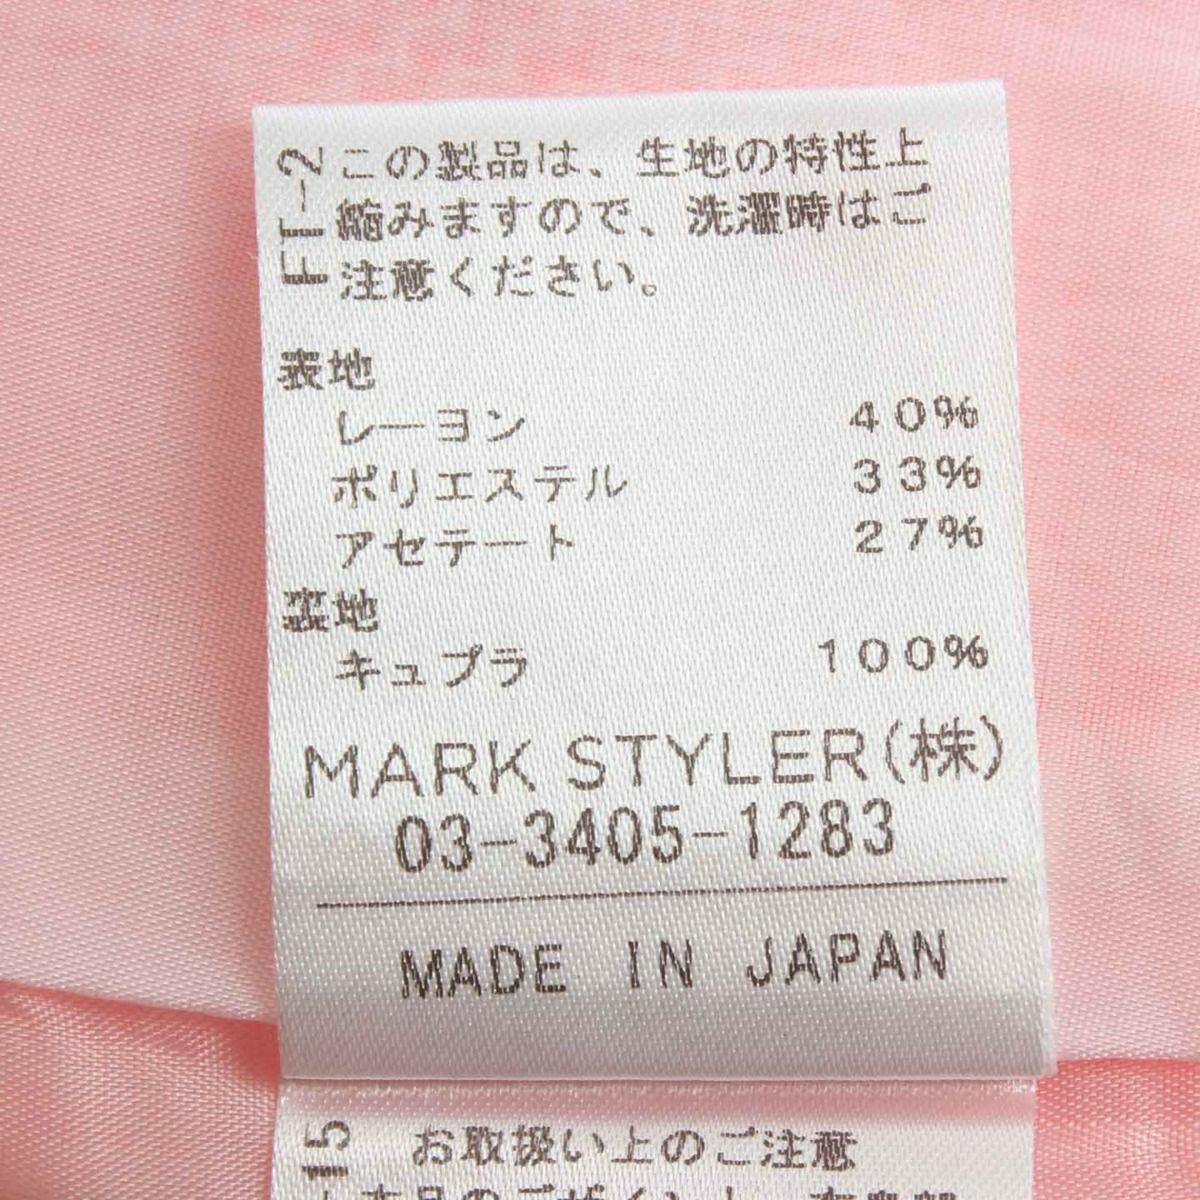 FT-2
この製品は、生地の特性上
縮みますので、洗濯時はご
注意ください。
表地
レーヨン 40%
ポリエステル 33%
アセテート 27%
裏地
キュプラ 100%
MARK STYLER(株)
03-3405-1283
MADE IN JAPAN
15
お取扱い上のご注意